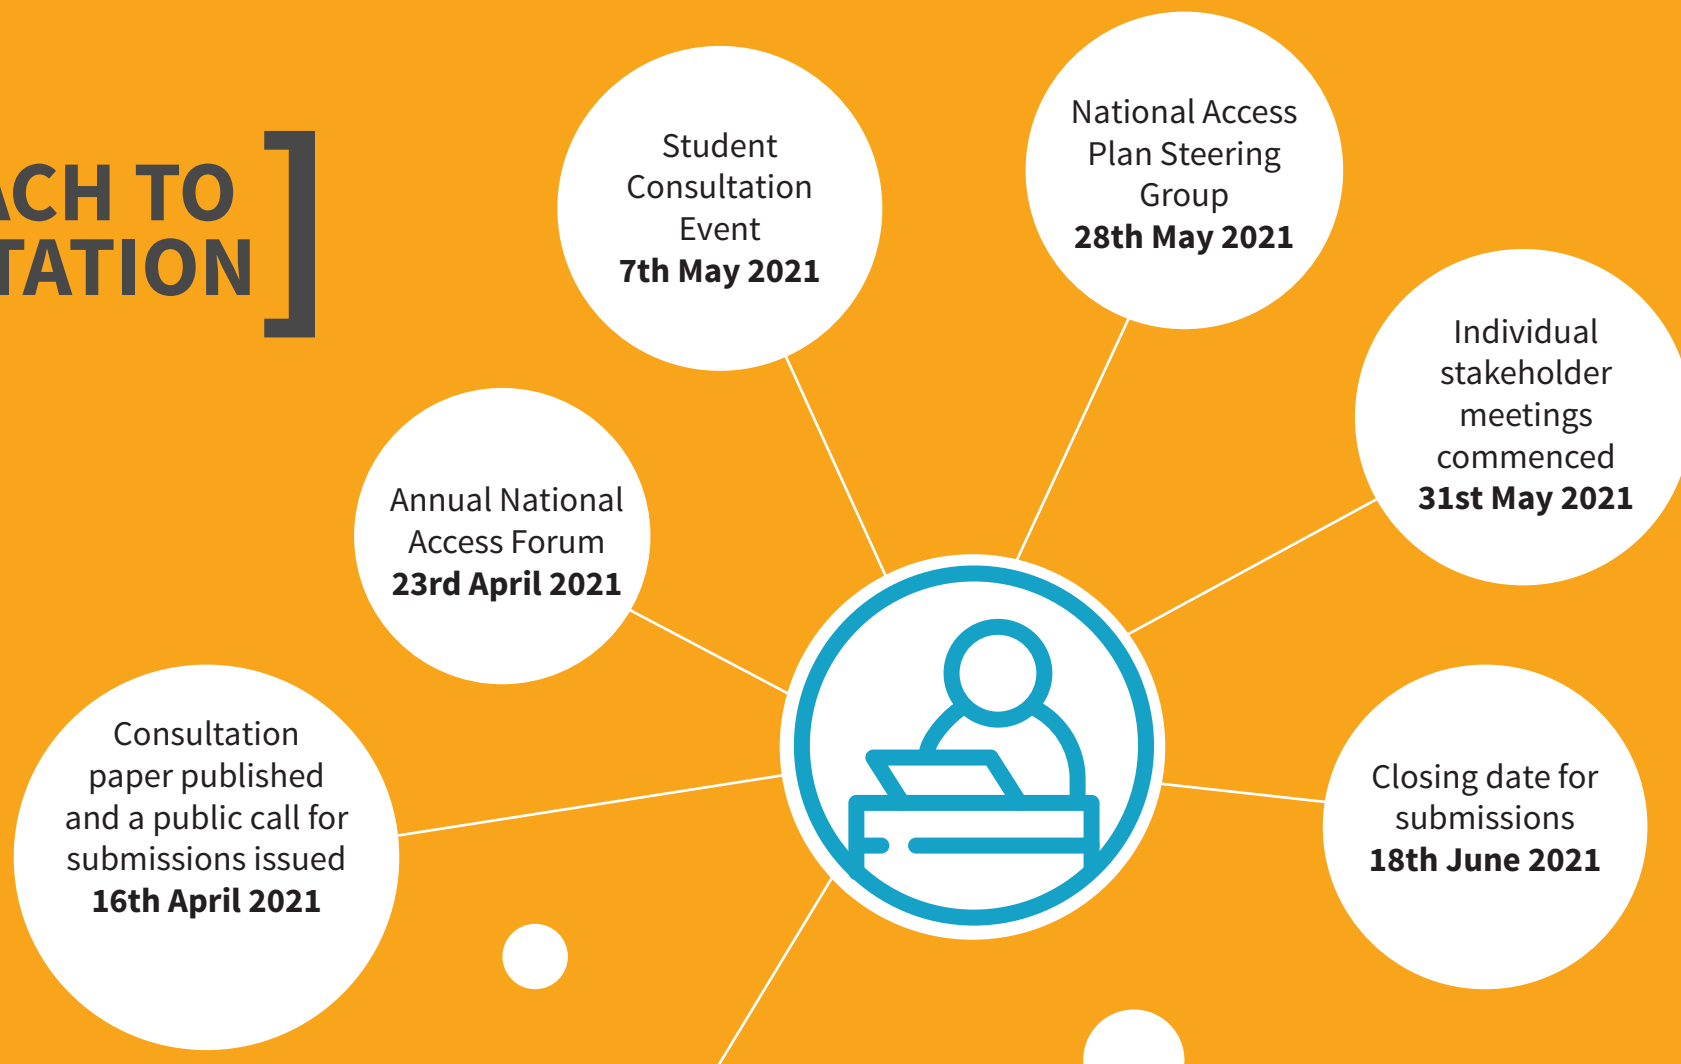 ACH TO
TATION
Student
Consultation
Event
7th May 2021
National Access
Plan Steering
Group
28th May 2021
Individual
stakeholder
meetings
commenced
31st May 2021
Annual National
Access Forum
23rd April 2021
Consultation
paper published
and a public call for
submissions issued
16th April 2021
Closing date for
submissions
18th June 2021